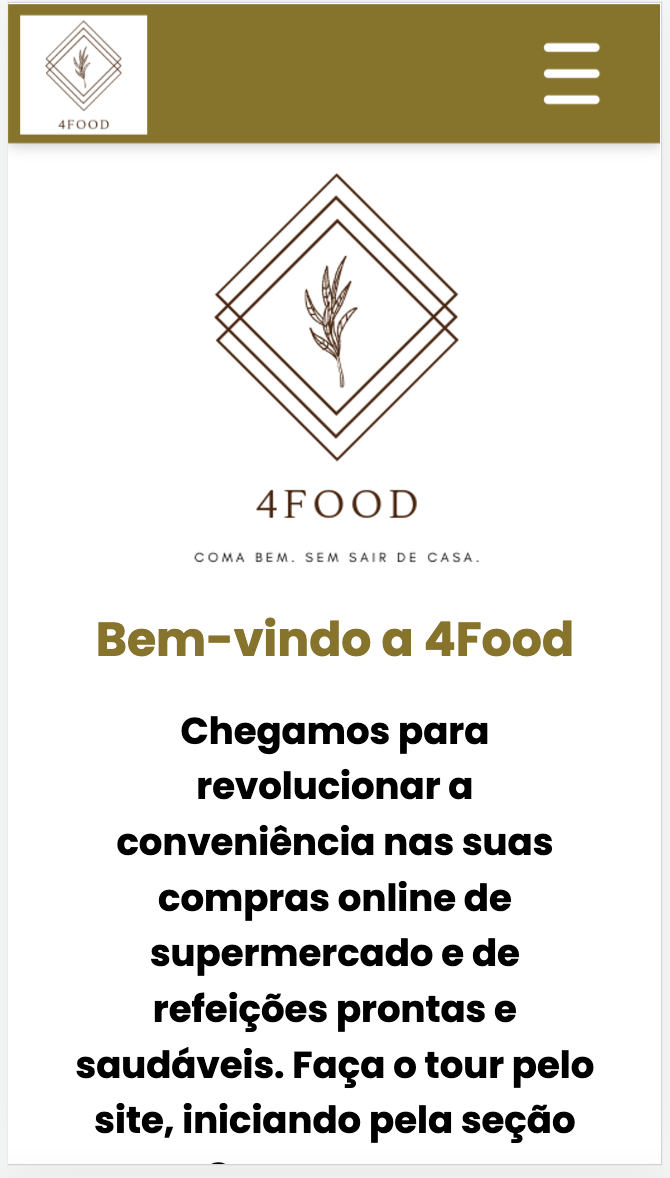 4FOOD
4FOOD
COMA BEM. SEM SAIR DE CASA.
Bem-vindo a 4Food
Chegamos para
revolucionar a
conveniência nas suas
compras online de
supermercado e de
refeições prontas e
saudáveis. Faça o tour pelo
site, iniciando pela seção